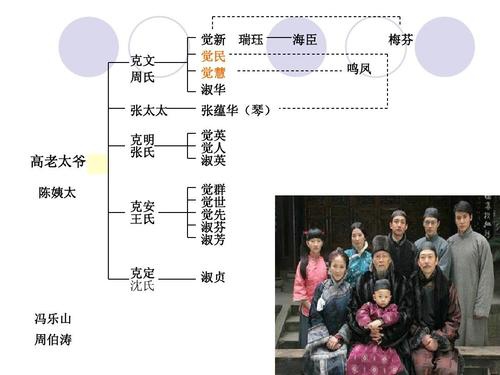 觉新 瑞珏 海臣 梅芬
克文 觉民
周氏 觉慧 鸣凤
淑华
张太太 张蕴华（琴）
觉英
克明 觉人
张氏 淑英
高老太爷
陈姨太
觉群
克安 觉世
王氏 觉先
淑芬
淑芳
克定 淑贞
沈氏
冯乐山
周伯涛